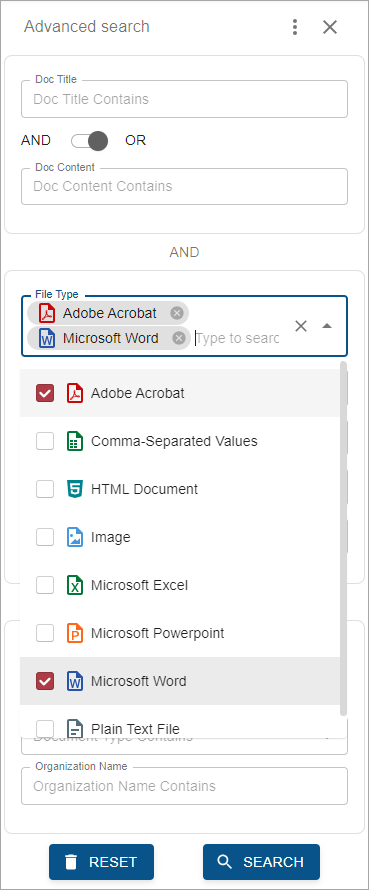 Advanced search
Doc Title
Doc Title Contains
AND OR
Doc Content
Doc Content Contains
AND
File Type
Adobe Acrobat
Microsoft Word Type to searc
Adobe Acrobat
Comma-Separated Values
HTML Document
Image
Microsoft Excel
Microsoft Powerpoint
Microsoft Word
Plain Text File
Document Type Contains
Organization Name
Organization Name Contains
RESET SEARCH